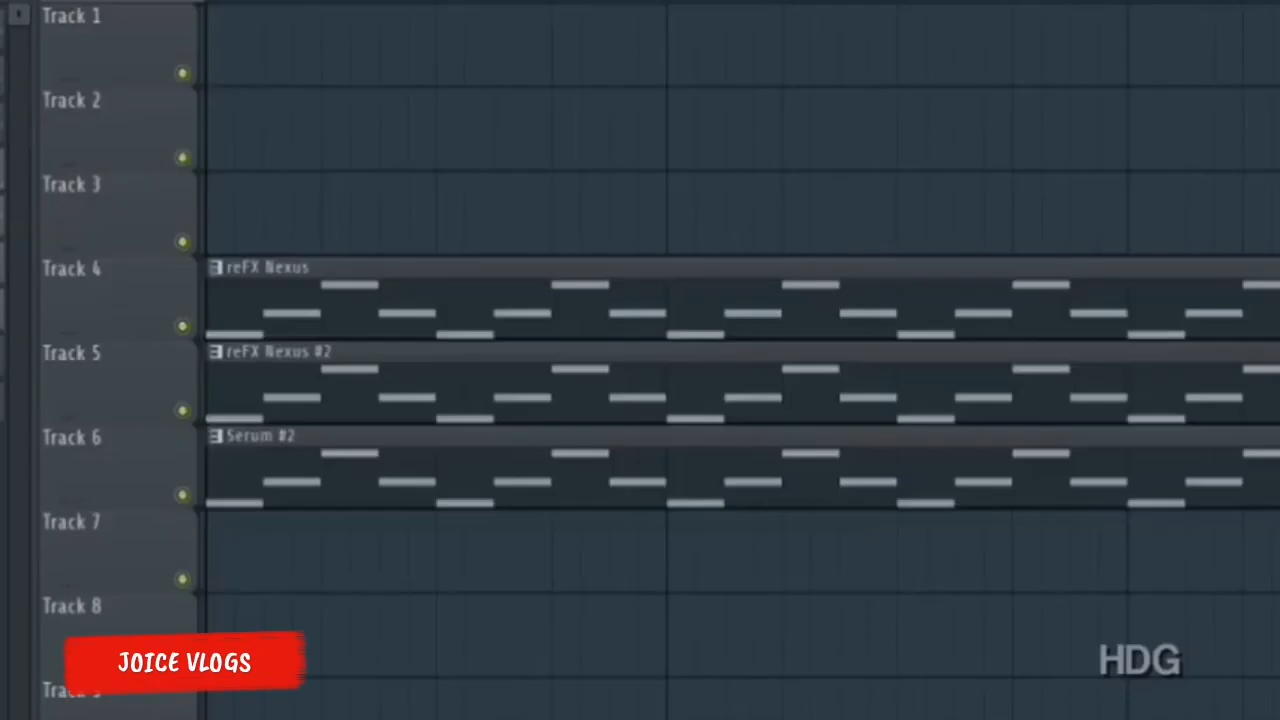 Track 1
Track 2
Track 3
Track 4
reFX Nexus
Track 5
reFX Nexus #2
Track 6
Serum #2
Track 7
Track 8
JOICE VLOGS
HDG